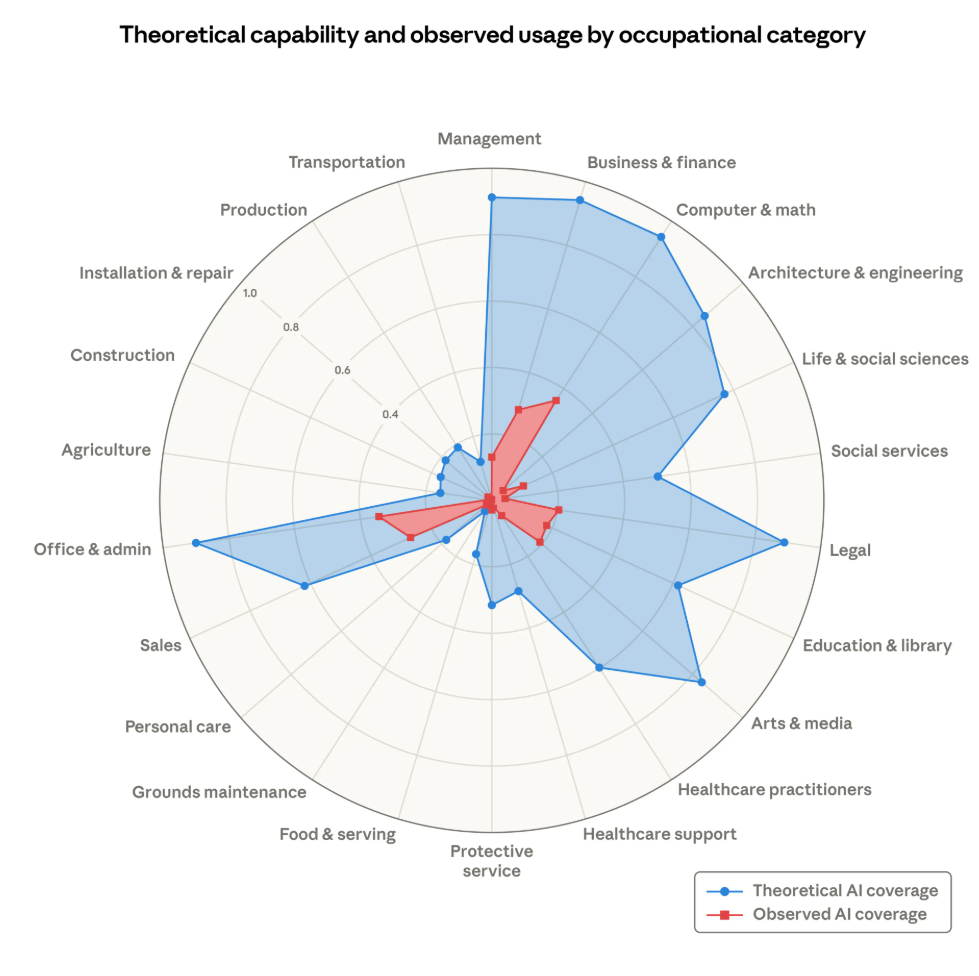 Theoretical capability and observed usage by occupational category
Management
Transportation
Business & finance
Production
Computer & math
Installation & repair
Architecture & engineering
1.0
0.8
Construction
Life & social sciences
0.6
0.4
Agriculture
Social services
Office & admin
Legal
Sales
Education & library
Personal care
Arts & media
Grounds maintenance
Healthcare practitioners
Food & serving
Healthcare support
Protective
service
Theoretical AI coverage
Observed AI coverage